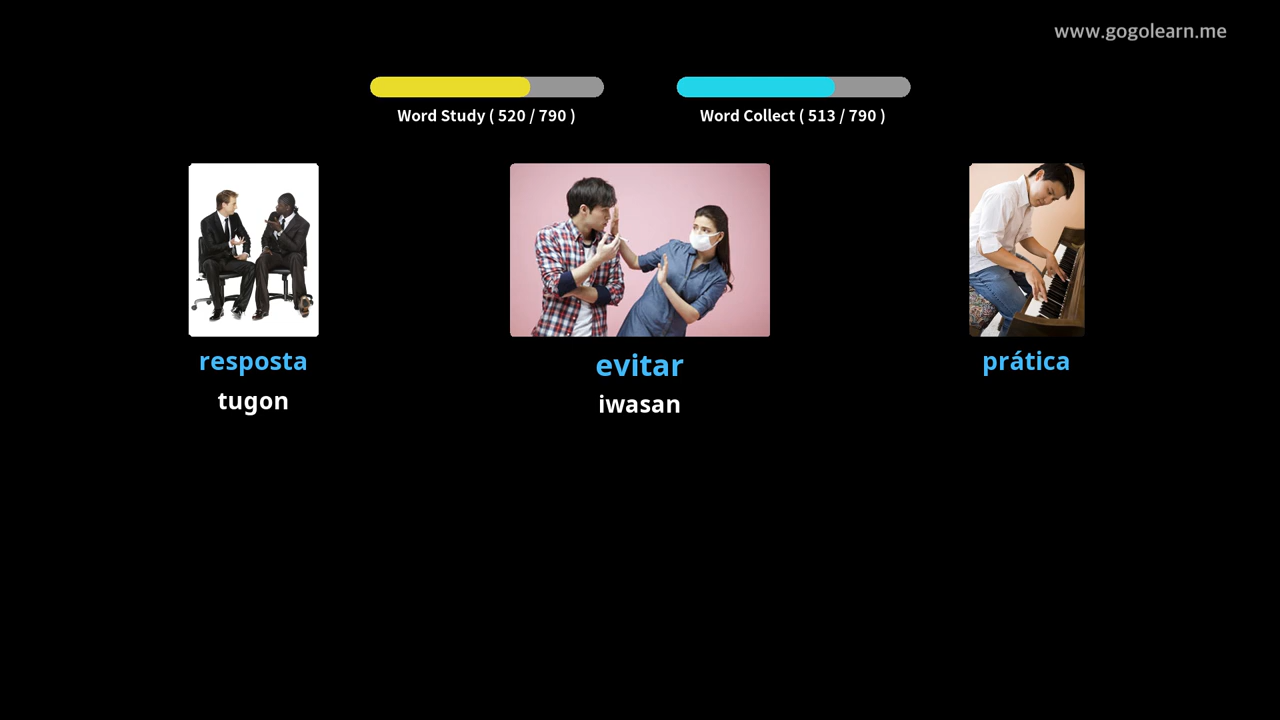 www.gogolearn.me
Word Study ( 520 / 790 )
Word Collect ( 513 / 790 )
resposta
tugon
evitar
iwasan
prática